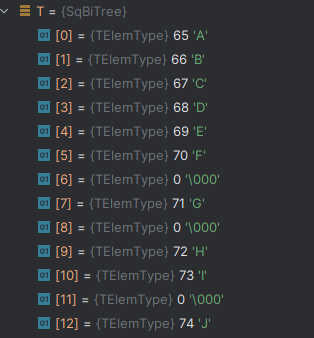 T = {SqBiTree}
01 [0] = {TElemType} 65 'A'
01 [1] = {TElemType} 66 'B'
01 [2] = {TElemType} 67 'C'
01 [3] = {TElemType} 68 'D'
01 [4] = {TElemType} 69 'E'
01 [5] = {TElemType} 70 'F'
01 [6] = {TElemType} 0 '\000'
01 [7] = {TElemType} 71 'G'
01 [8] = {TElemType} 0 '\000'
01 [9] = {TElemType} 72 'H'
01 [10] = {TElemType} 73 'I'
01 [11] = {TElemType} 0 '\000'
01 [12] = {TElemType} 74 'J'